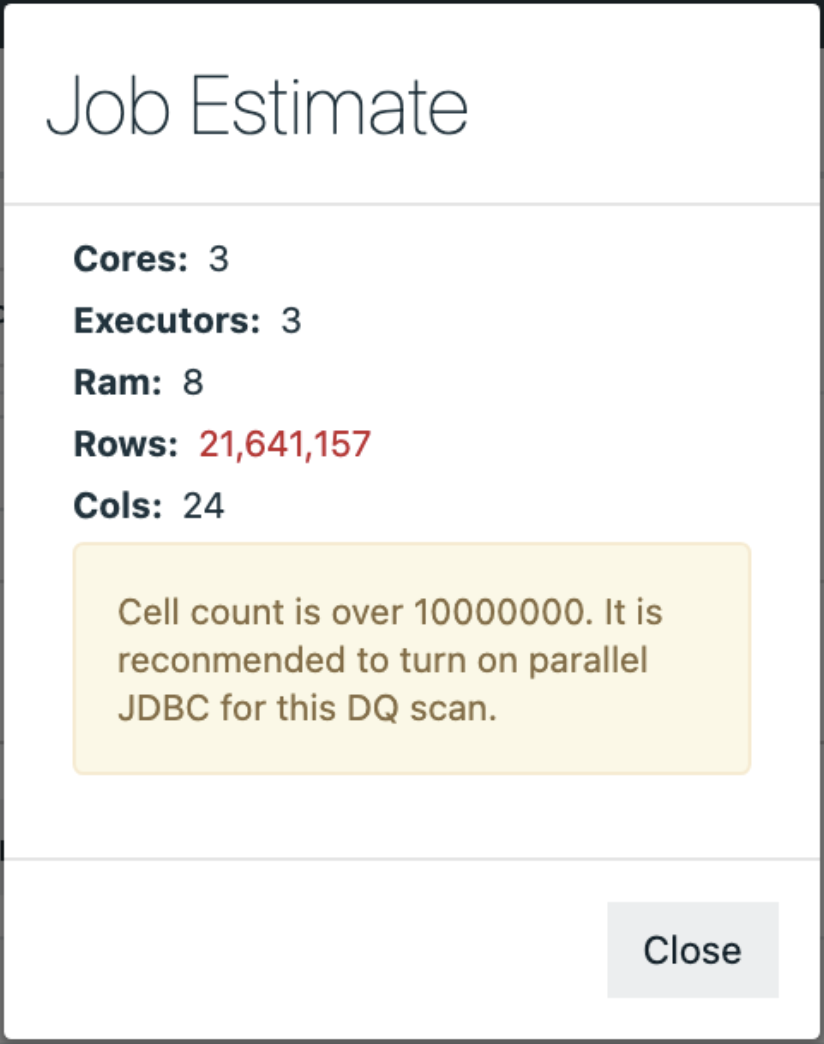 Job Estimate
Cores: 3
Executors: 3
Ram: 8
Rows: 21,641,157
Cols: 24
Cell count is over 10000000. It is
reconmended to turn on parallel
JDBC for this DQ scan.
Close